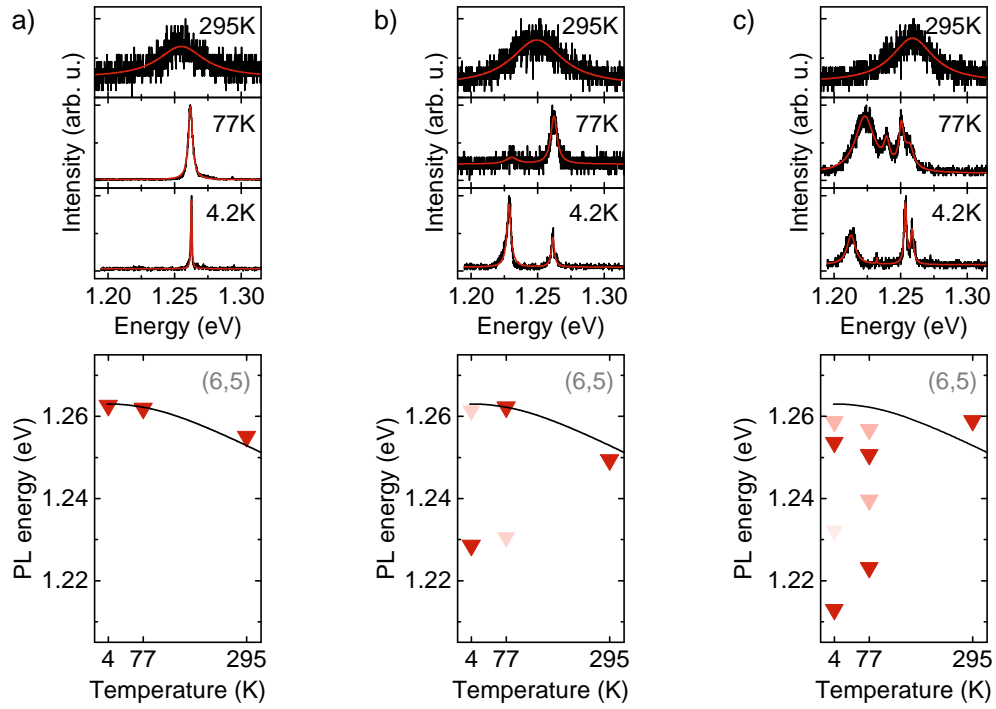 a)
Intensity (arb. u.)
295K
77K
4.2K
1.20 1.25 1.30
Energy (eV)
b)
Intensity (arb. u.)
295K
77K
4.2K
1.20 1.25 1.30
Energy (eV)
c)
Intensity (arb. u.)
295K
77K
4.2K
1.20 1.25 1.30
Energy (eV)
PL energy (eV)
(6,5)
1.26
1.24
1.22
4 77 295
Temperature (K)
PL energy (eV)
(6,5)
1.26
1.24
1.22
4 77 295
Temperature (K)
PL energy (eV)
(6,5)
1.26
1.24
1.22
4 77 295
Temperature (K)